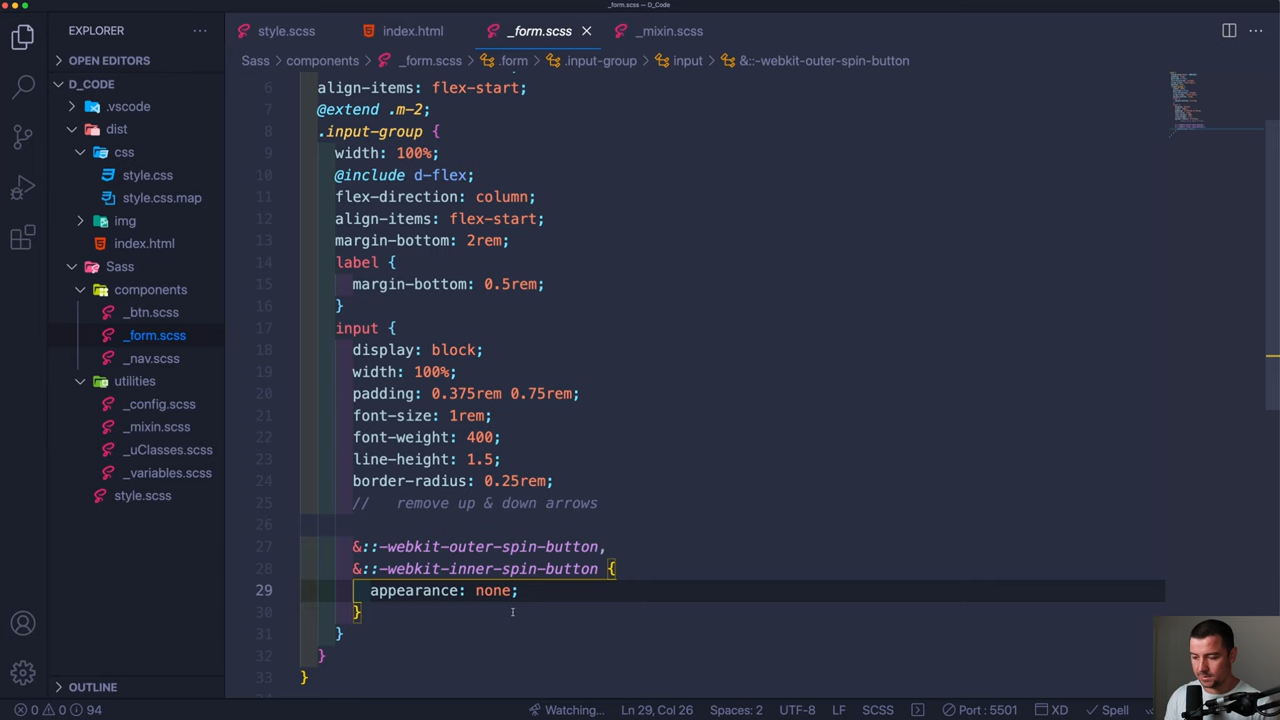 _form.scss — D_Code
EXPLORER
style.scss
index.html
_form.scss
_mixin.scss
OPEN EDITORS
Sass > components > _form.scss > .form > .input-group > input > &::-webkit-outer-spin-button
D_CODE
.vscode
dist
css
style.css
style.css.map
img
index.html
Sass
components
_btn.scss
_form.scss
_nav.scss
utilities
_config.scss
_mixin.scss
_uClasses.scss
_variables.scss
style.scss
6 align-items: flex-start;
7 @extend .m-2;
8 .input-group {
9 width: 100%;
10 @include d-flex;
11 flex-direction: column;
12 align-items: flex-start;
13 margin-bottom: 2rem;
14 label {
15 margin-bottom: 0.5rem;
16 }
17 input {
18 display: block;
19 width: 100%;
20 padding: 0.375rem 0.75rem;
21 font-size: 1rem;
22 font-weight: 400;
23 line-height: 1.5;
24 border-radius: 0.25rem;
25 // remove up & down arrows
26
27 &::-webkit-outer-spin-button,
28 &::-webkit-inner-spin-button {
29 appearance: none;
30 }
31 }
32 }
33 }
OUTLINE
0 0 94
Watching...
Ln 29, Col 26
Spaces: 2
UTF-8
LF
SCSS
Port : 5501
XD
Spell